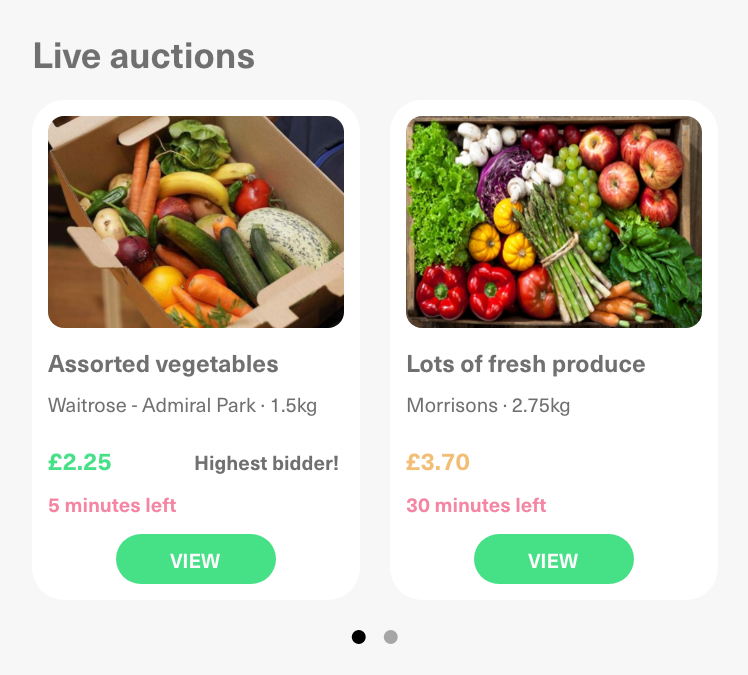 Live auctions
Assorted vegetables
Waitrose - Admiral Park · 1.5kg
£2.25 Highest bidder!
5 minutes left
VIEW
Lots of fresh produce
Morrisons · 2.75kg
£3.70
30 minutes left
VIEW